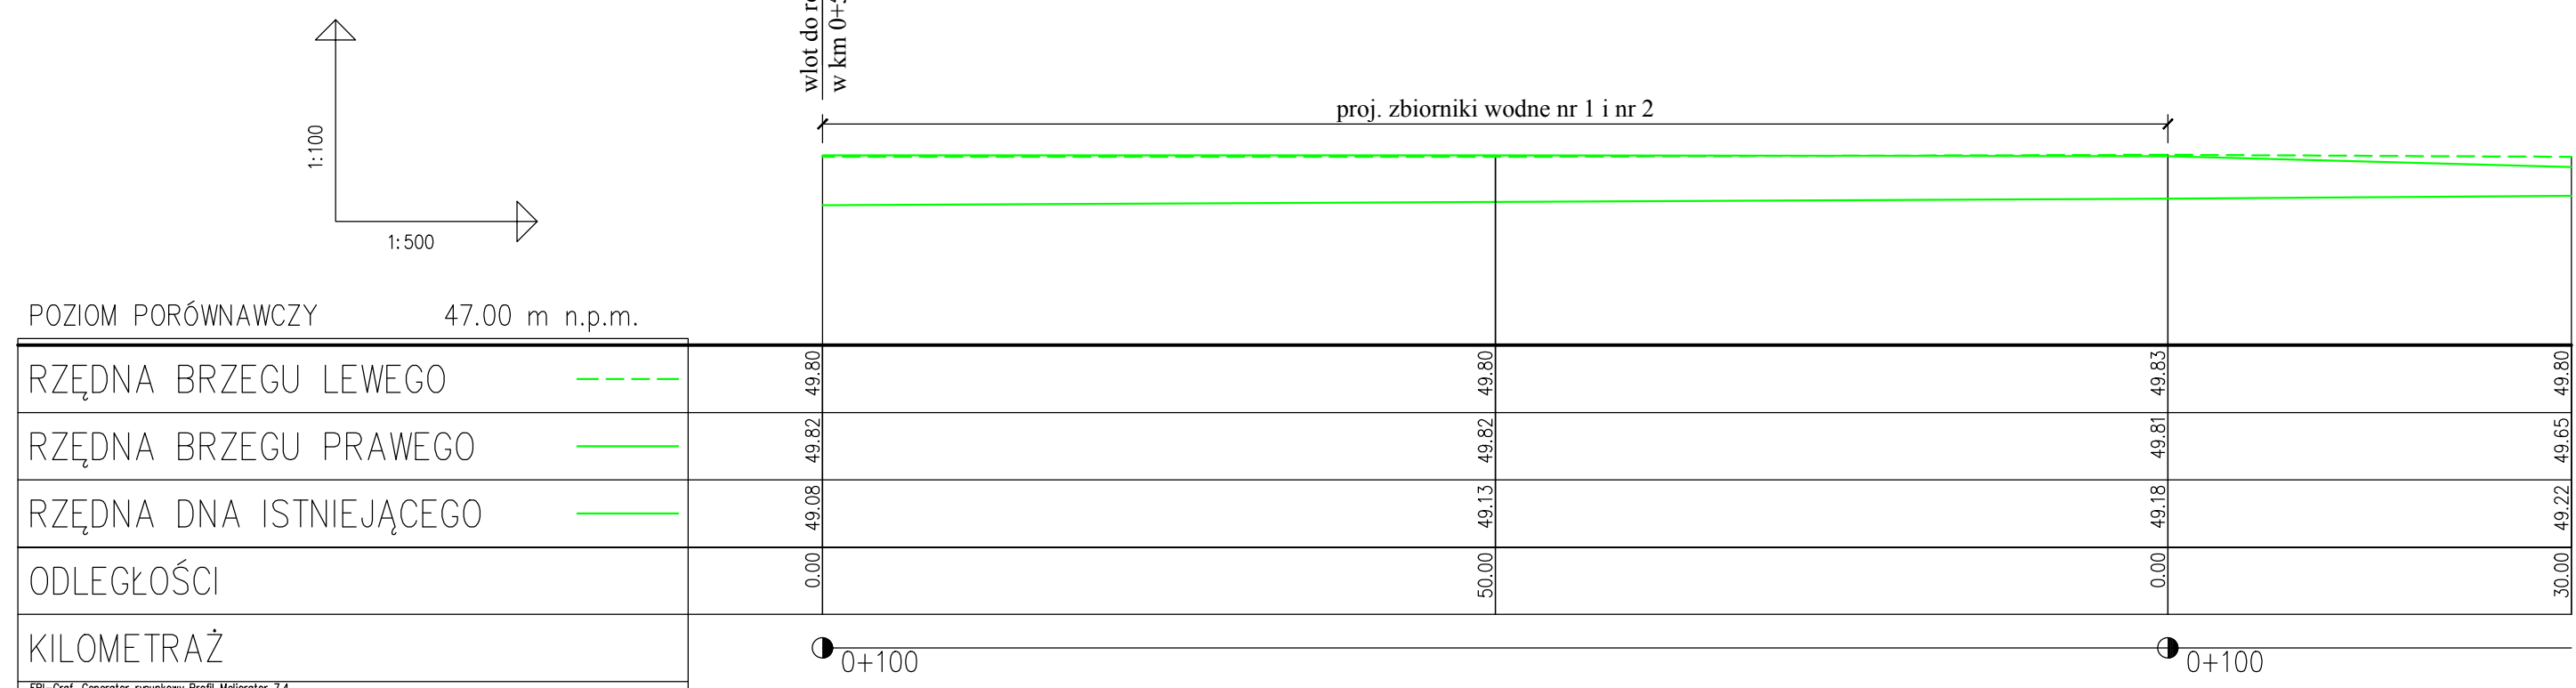 wlot do
w km
proj. zbiorniki wodne nr 1 i nr 2
1:100
1:500
POZIOM PORÓWNAWCZY 47.00 m n.p.m.
RZĘDNA BRZEGU LEWEGO 49.80 49.80 49.83 49.80
RZĘDNA BRZEGU PRAWEGO 49.82 49.82 49.81 49.65
RZĘDNA DNA ISTNIEJĄCEGO 49.08 49.13 49.18 49.22
ODLEGŁOŚCI 0.00 50.00 0.00 30.00
KILOMETRAŻ 0+100 0+100